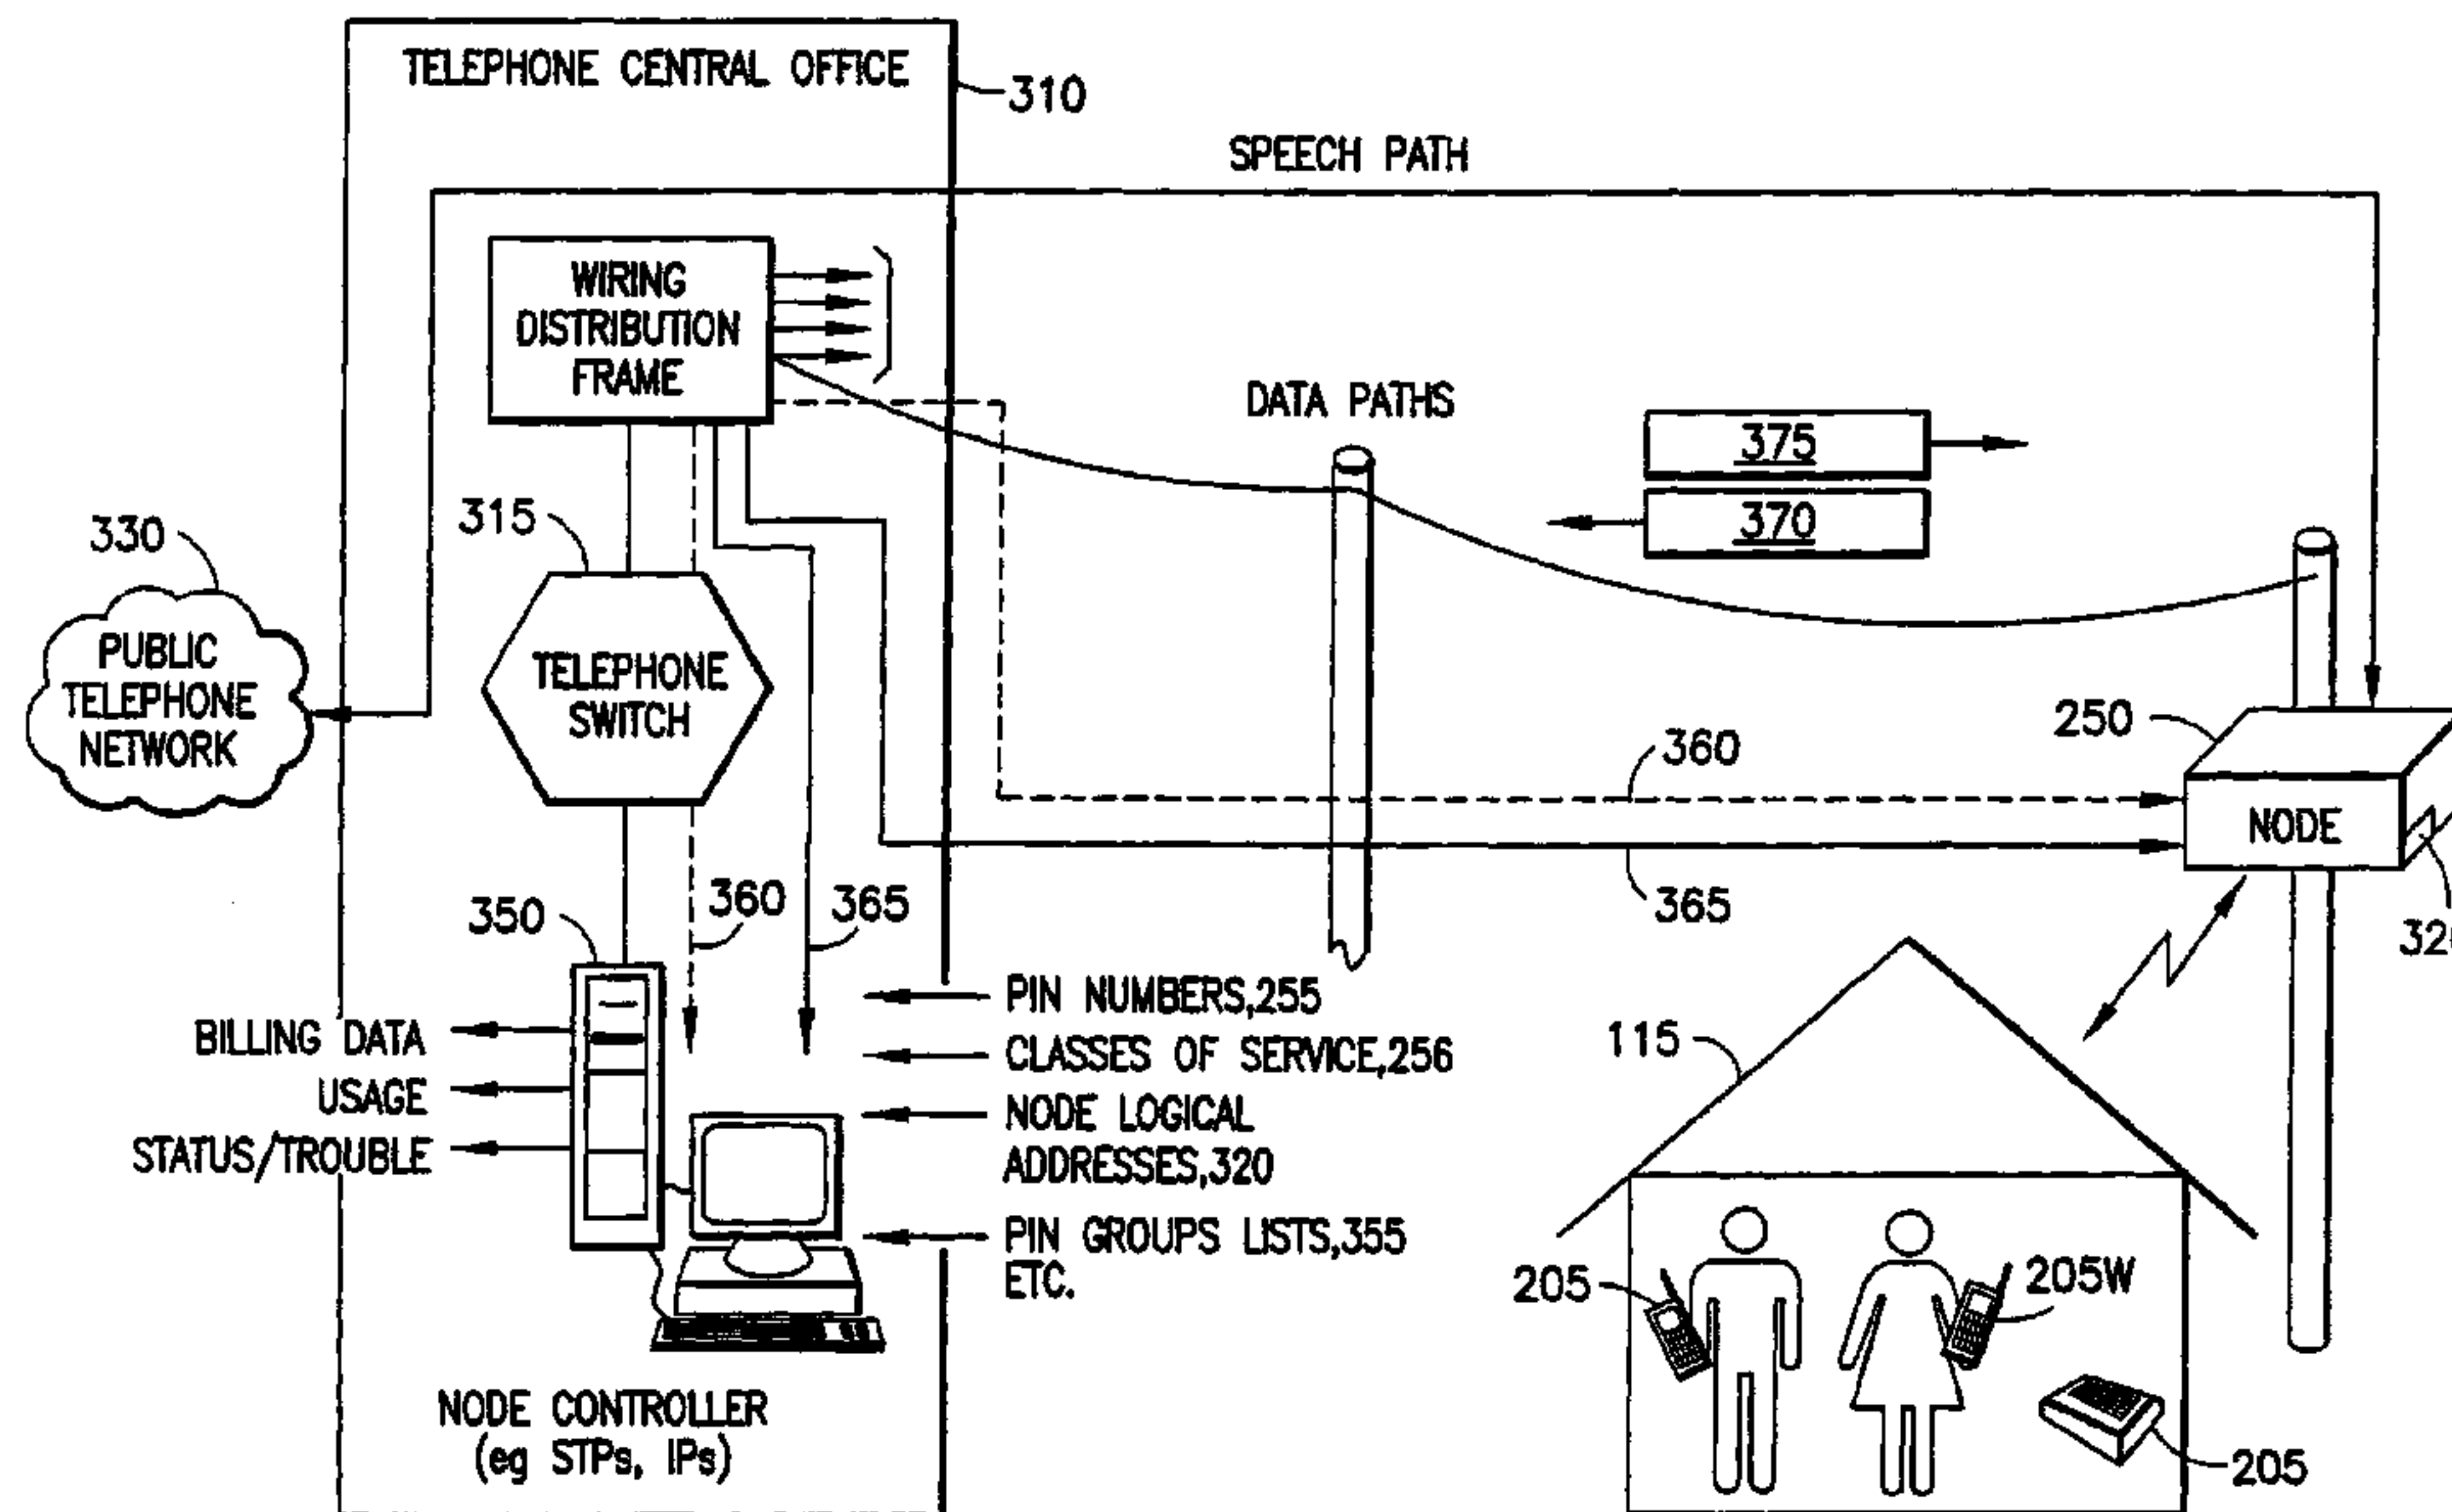 TELEPHONE CENTRAL OFFICE
310
SPEECH PATH
WIRING
DISTRIBUTION
FRAME
DATA PATHS
375
370
315
330
PUBLIC
TELEPHONE
NETWORK
TELEPHONE
SWITCH
250
360
NODE
365
350
360
365
PIN NUMBERS,255
BILLING DATA
CLASSES OF SERVICE,256
115
USAGE
NODE LOGICAL
ADDRESSES,320
STATUS/TROUBLE
PIN GROUPS LISTS,355
ETC.
205
205W
NODE CONTROLLER
(eg STPs, IPs)
205